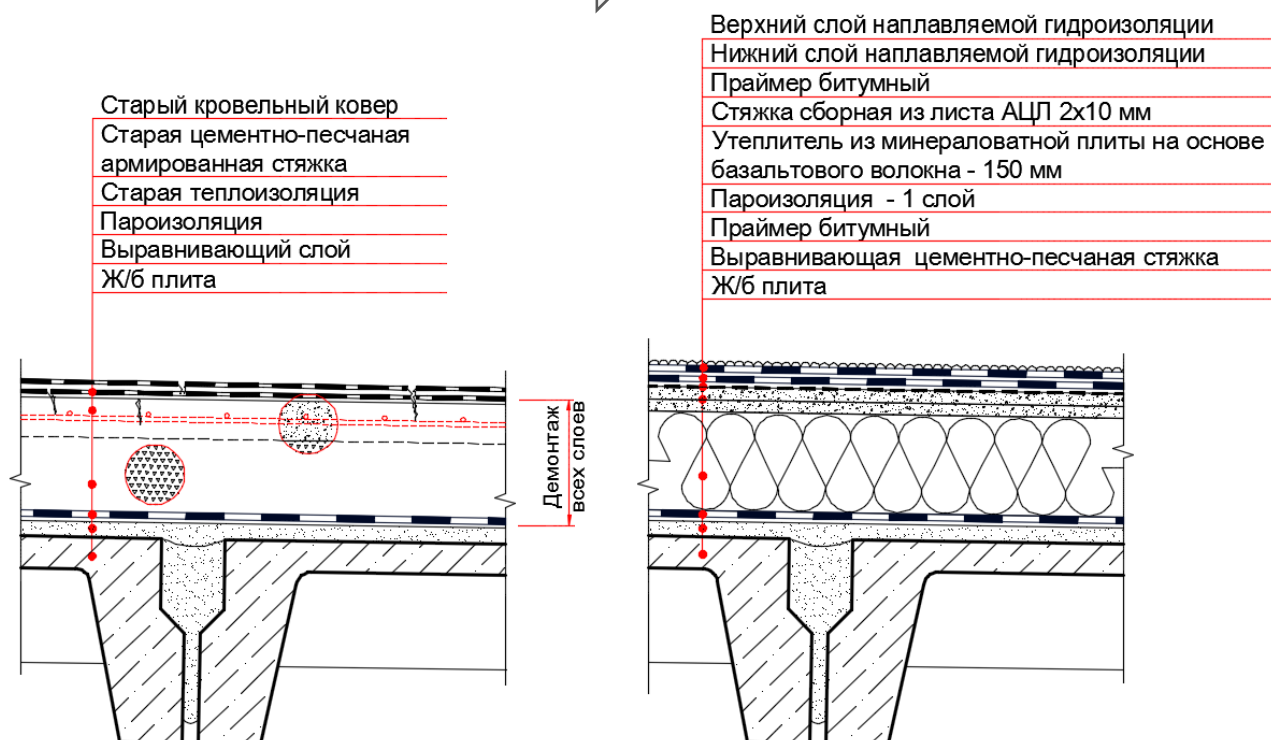 Старый кровельный ковер
Старая цементно-песчаная
армированная стяжка
Старая теплоизоляция
Пароизоляция
Выравнивающий слой
Ж/б плита
Демонтаж
всех слоев
Верхний слой наплавляемой гидроизоляции
Нижний слой наплавляемой гидроизоляции
Праймер битумный
Стяжка сборная из листа АЦЛ 2х10 мм
Утеплитель из минераловатной плиты на основе
базальтового волокна - 150 мм
Пароизоляция - 1 слой
Праймер битумный
Выравнивающая цементно-песчаная стяжка
Ж/б плита